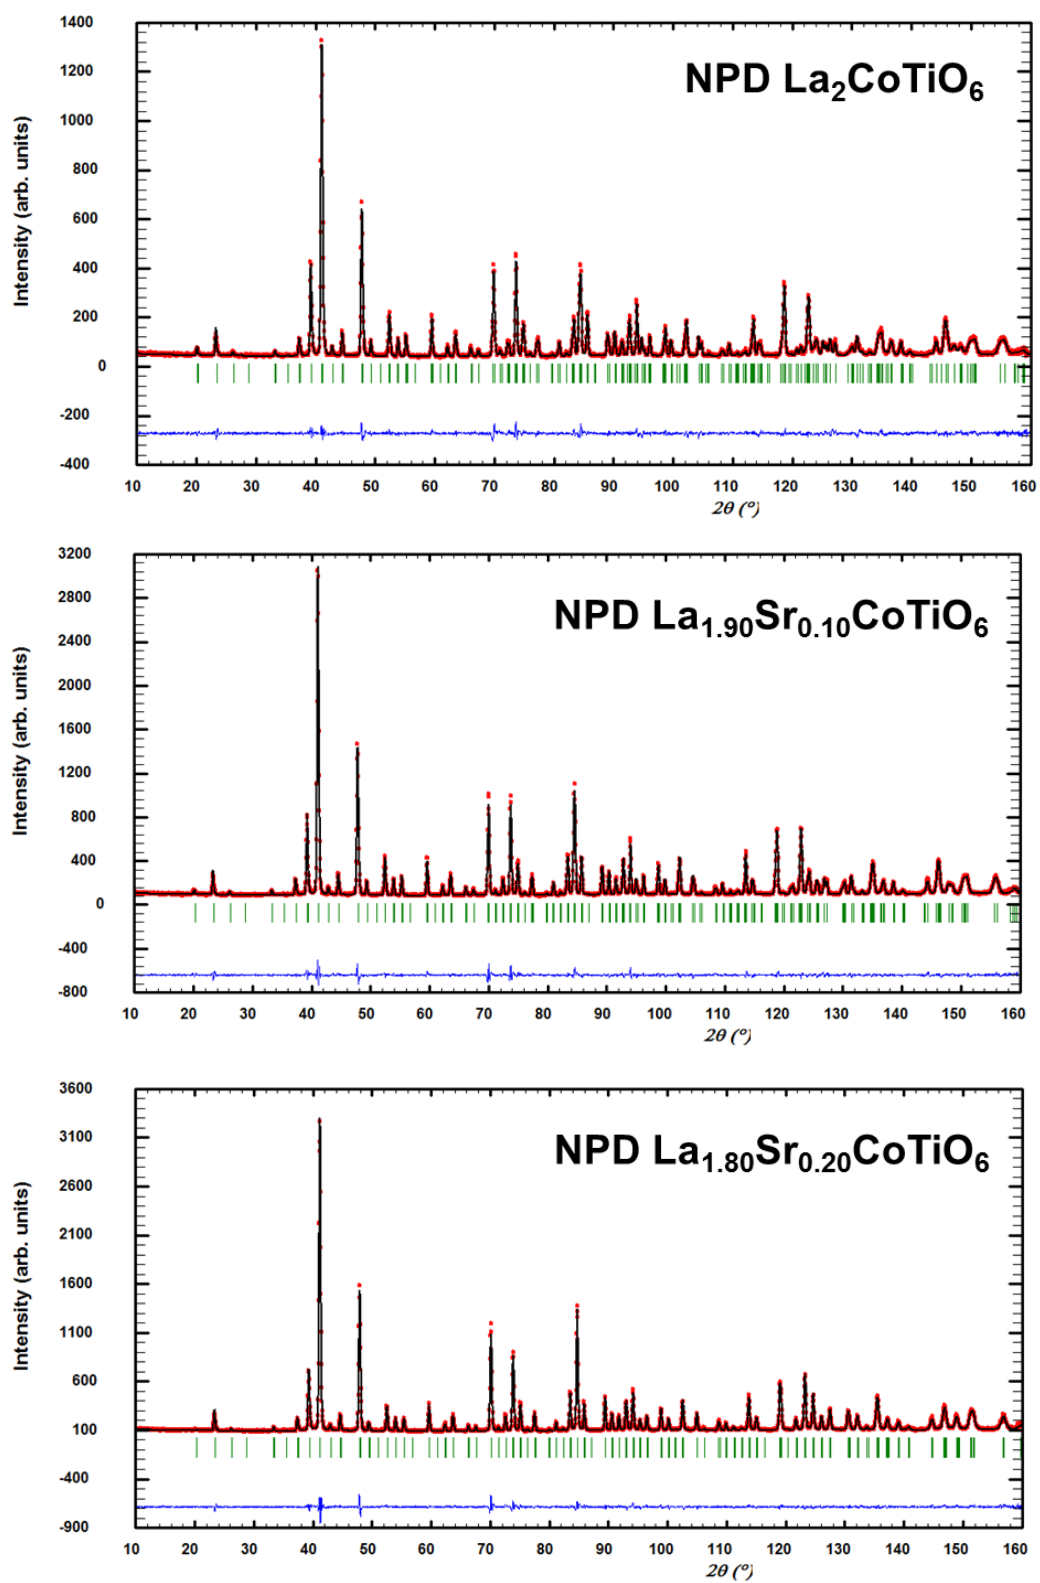 1400
NPD La2CoTiO6
1200
1000
800
600
400
200
0
-200
-400
Intensity (arb. units)
10 20 30 40 50 60 70 80 90 100 110 120 130 140 150 160
2θ (º)
3200
2800
NPD La1.90Sr0.10CoTiO6
2400
2000
1600
1200
800
400
0
-400
-800
Intensity (arb. units)
10 20 30 40 50 60 70 80 90 100 110 120 130 140 150 160
2θ (º)
3600
3100
NPD La1.80Sr0.20CoTiO6
2600
2100
1600
1100
600
100
-400
-900
Intensity (arb. units)
10 20 30 40 50 60 70 80 90 100 110 120 130 140 150 160
2θ (º)